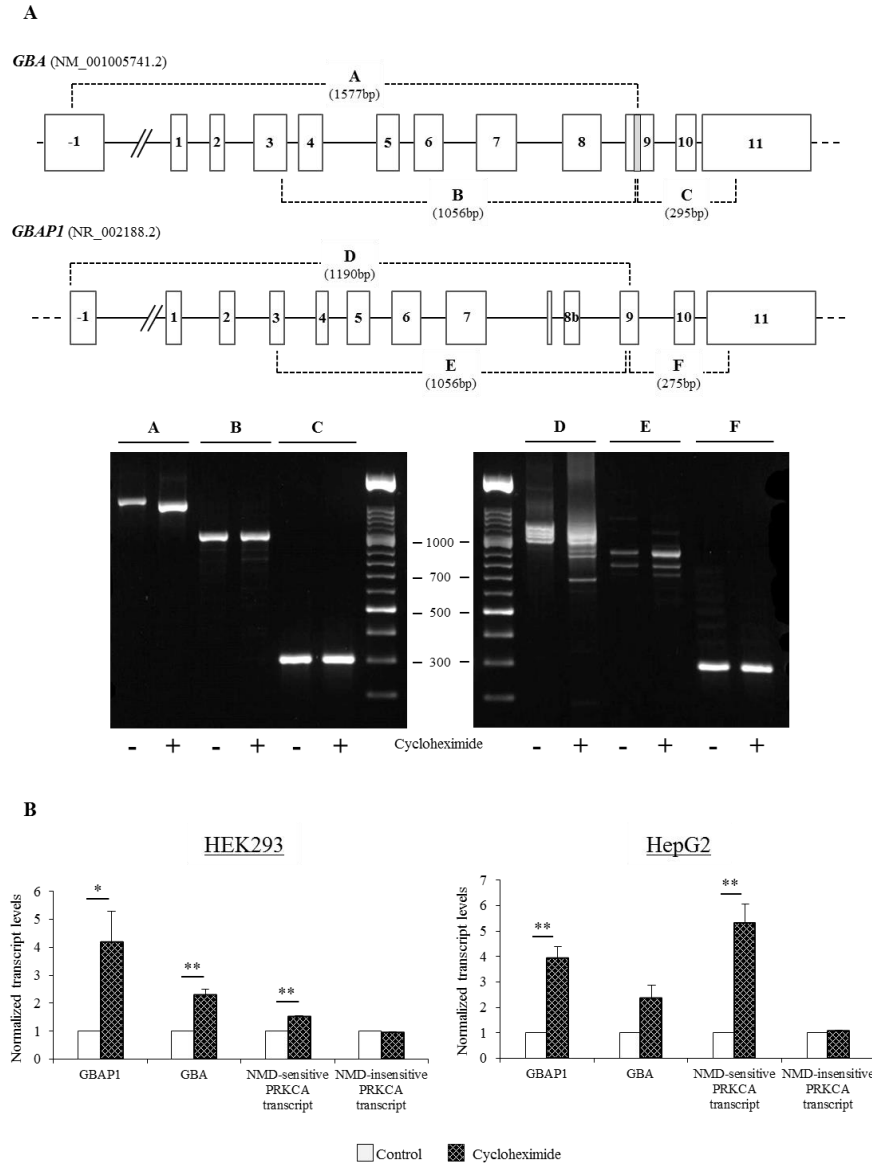 A
GBA (NM_001005741.2)
A
(1577bp)
-1 1 2 3 4 5 6 7 8 9 10 11
B
(1056bp)
C
(295bp)
GBAP1 (NR_002188.2)
D
(1190bp)
-1 1 2 3 4 5 6 7 8b 9 10 11
E
(1056bp)
F
(275bp)
A B C D E F
1000
700
500
300
- + - + - + Cycloheximide - + - + - +
B
HEK293
Normalized transcript levels
6
5
4
3
2
1
0
*
**
**
GBAP1
GBA
NMD-sensitive
PRKCA
transcript
NMD-insensitive
PRKCA
transcript
HepG2
Normalized transcript levels
7
6
5
4
3
2
1
0
**
**
GBAP1
GBA
NMD-sensitive
PRKCA
transcript
NMD-insensitive
PRKCA
transcript
Control Cycloheximide